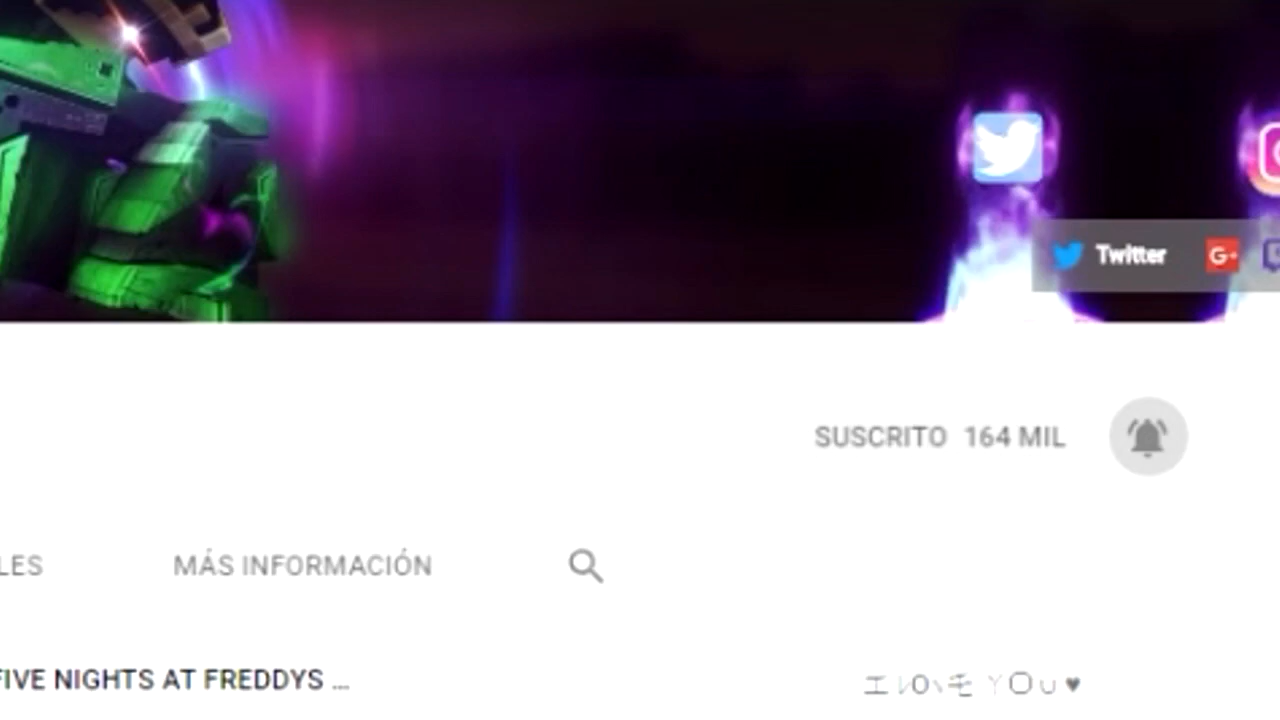 Twitter G+
SUSCRITO 164 MIL
LES MÁS INFORMACIÓN
FIVE NIGHTS AT FREDDYS ...